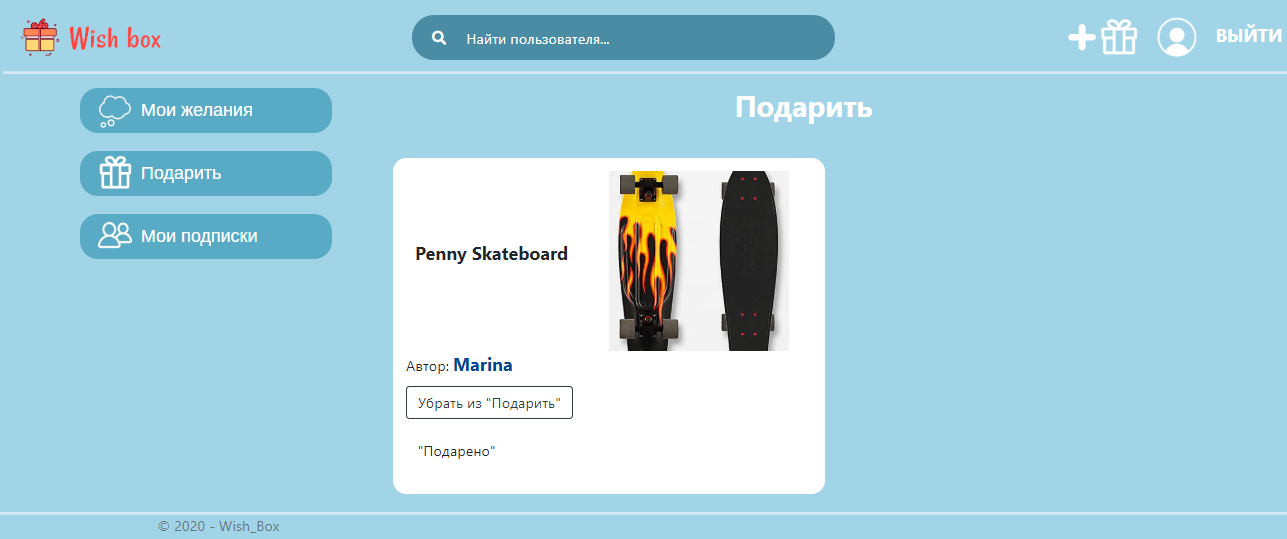 Wish box
Найти пользователя...
ВЫЙТИ
Мои желания
Подарить
Мои подписки
Подарить
Penny Skateboard
Автор: Marina
Убрать из "Подарить"
"Подарено"
© 2020 - Wish_Box